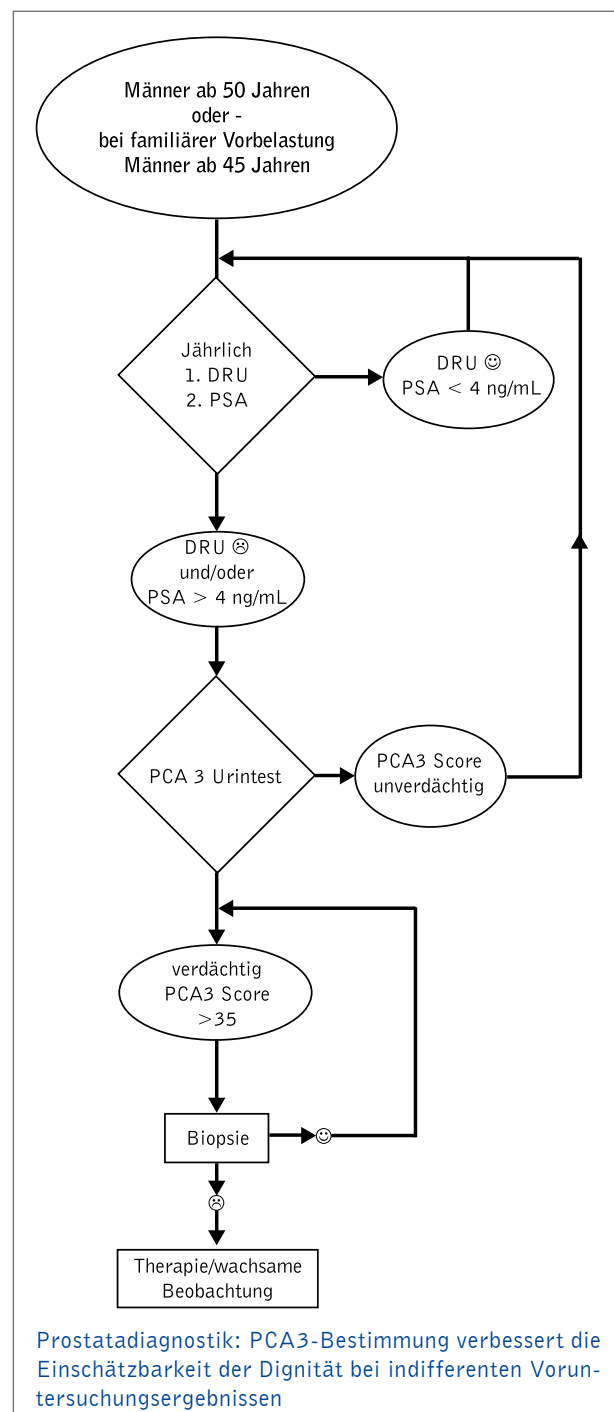 Männer ab 50 Jahren
oder -
bei familiärer Vorbelastung
Männer ab 45 Jahren
Jährlich
1. DRU
2. PSA
DRU ☺
PSA < 4 ng/mL
DRU ☹
und/oder
PSA > 4 ng/mL
PCA 3 Urintest
PCA3 Score
unverdächtig
verdächtig
PCA3 Score
>35
Biopsie
☺
☹
Therapie/wachsame
Beobachtung
Prostatadiagnostik: PCA3-Bestimmung verbessert die
Einschätzbarkeit der Dignität bei indifferenten Vorun-
tersuchungsergebnissen